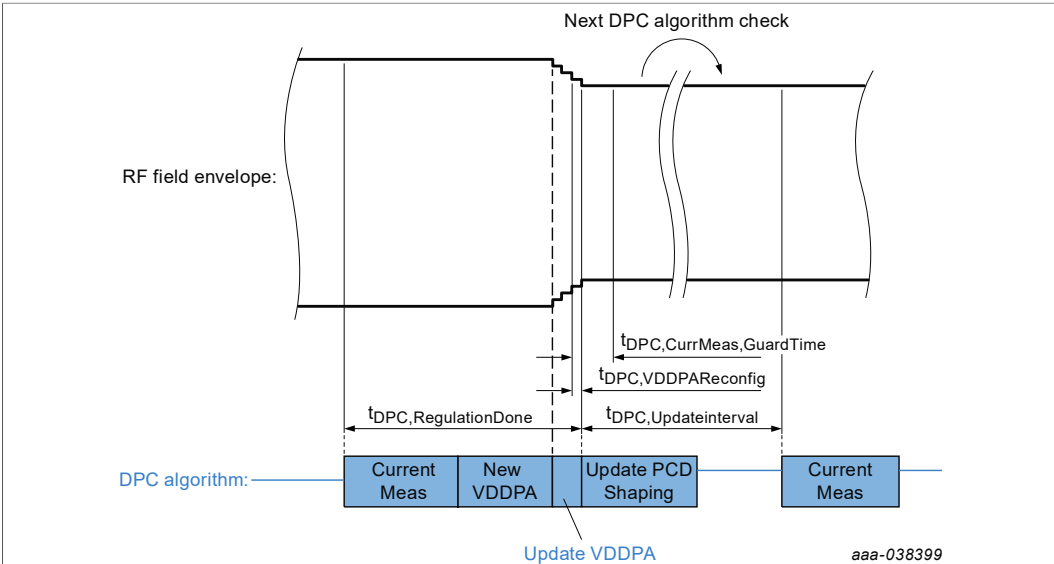 Next DPC algorithm check
RF field envelope:
tDPC,CurrMeas,GuardTime
tDPC,VDDPAReconfig
tDPC,RegulationDone
tDPC,Updateinterval
DPC algorithm:
Current
Meas
New
VDDPA
Update PCD
Shaping
Current
Meas
Update VDDPA
aaa-038399